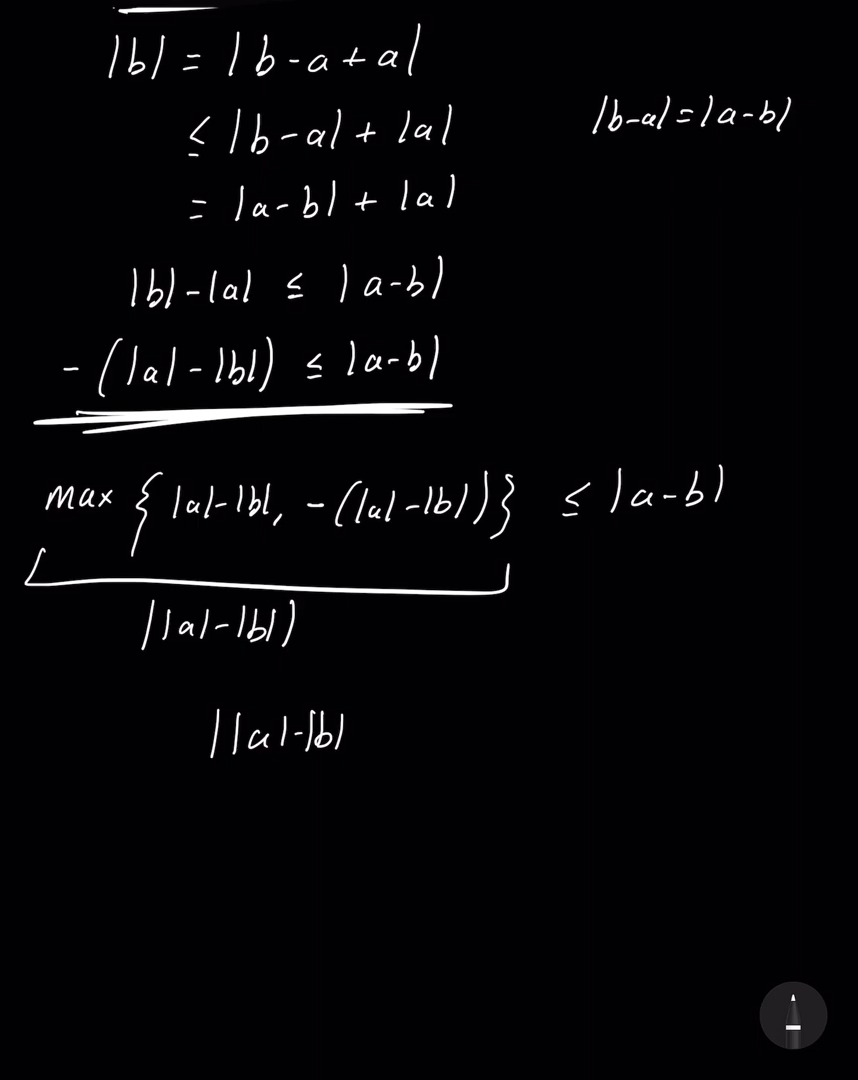 |b| = |b-a+a|
≤ |b-a| + |a|
|b-a| = |a-b|
= |a-b| + |a|
|b|-|a| ≤ |a-b|
-(|a|-|b|) ≤ |a-b|
max {|a|-|b|, -(|a|-|b|)} ≤ |a-b|
||a|-|b||
||a|-|b|